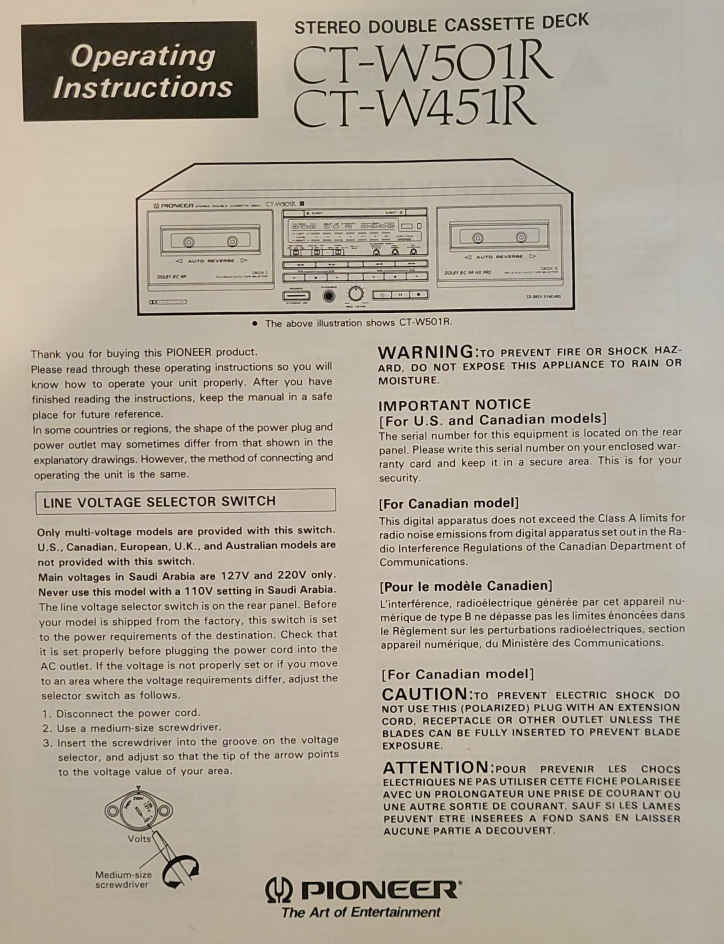 Operating
Instructions
STEREO DOUBLE CASSETTE DECK
CT-W501R
CT-W451R
PIONEER STEREO DOUBLE CASSETTE DECK CT-W501R
AUTO REVERSE
DOLBY B·C NR
DECK I
AUTO REVERSE
DOLBY B·C NR HX PRO
DECK II
● The above illustration shows CT-W501R.
Thank you for buying this PIONEER product.
Please read through these operating instructions so you will
know how to operate your unit properly. After you have
finished reading the instructions, keep the manual in a safe
place for future reference.
In some countries or regions, the shape of the power plug and
power outlet may sometimes differ from that shown in the
explanatory drawings. However, the method of connecting and
operating the unit is the same.
LINE VOLTAGE SELECTOR SWITCH
Only multi-voltage models are provided with this switch.
U.S., Canadian, European, U.K., and Australian models are
not provided with this switch.
Main voltages in Saudi Arabia are 127V and 220V only.
Never use this model with a 110V setting in Saudi Arabia.
The line voltage selector switch is on the rear panel. Before
your model is shipped from the factory, this switch is set
to the power requirements of the destination. Check that
it is set properly before plugging the power cord into the
AC outlet. If the voltage is not properly set or if you move
to an area where the voltage requirements differ, adjust the
selector switch as follows.
1. Disconnect the power cord.
2. Use a medium-size screwdriver.
3. Insert the screwdriver into the groove on the voltage
selector, and adjust so that the tip of the arrow points
to the voltage value of your area.
Volts
Medium-size
screwdriver
WARNING:TO PREVENT FIRE OR SHOCK HAZ-
ARD, DO NOT EXPOSE THIS APPLIANCE TO RAIN OR
MOISTURE.
IMPORTANT NOTICE
[For U.S. and Canadian models]
The serial number for this equipment is located on the rear
panel. Please write this serial number on your enclosed war-
ranty card and keep it in a secure area. This is for your
security.
[For Canadian model]
This digital apparatus does not exceed the Class A limits for
radio noise emissions from digital apparatus set out in the Ra-
dio Interference Regulations of the Canadian Department of
Communications.
[Pour le modèle Canadien]
L'interférence, radioélectrique générée par cet appareil nu-
mérique de type B ne dépasse pas les limites énoncées dans
le Règlement sur les perturbations radioélectriques, section
appareil numérique, du Ministère des Communications.
[For Canadian model]
CAUTION:TO PREVENT ELECTRIC SHOCK DO
NOT USE THIS (POLARIZED) PLUG WITH AN EXTENSION
CORD, RECEPTACLE OR OTHER OUTLET UNLESS THE
BLADES CAN BE FULLY INSERTED TO PREVENT BLADE
EXPOSURE.
ATTENTION:POUR PREVENIR LES CHOCS
ELECTRIQUES NE PAS UTILISER CETTE FICHE POLARISEE
AVEC UN PROLONGATEUR UNE PRISE DE COURANT OU
UNE AUTRE SORTIE DE COURANT, SAUF SI LES LAMES
PEUVENT ETRE INSEREES A FOND SANS EN LAISSER
AUCUNE PARTIE A DECOUVERT.
PIONEER
The Art of Entertainment